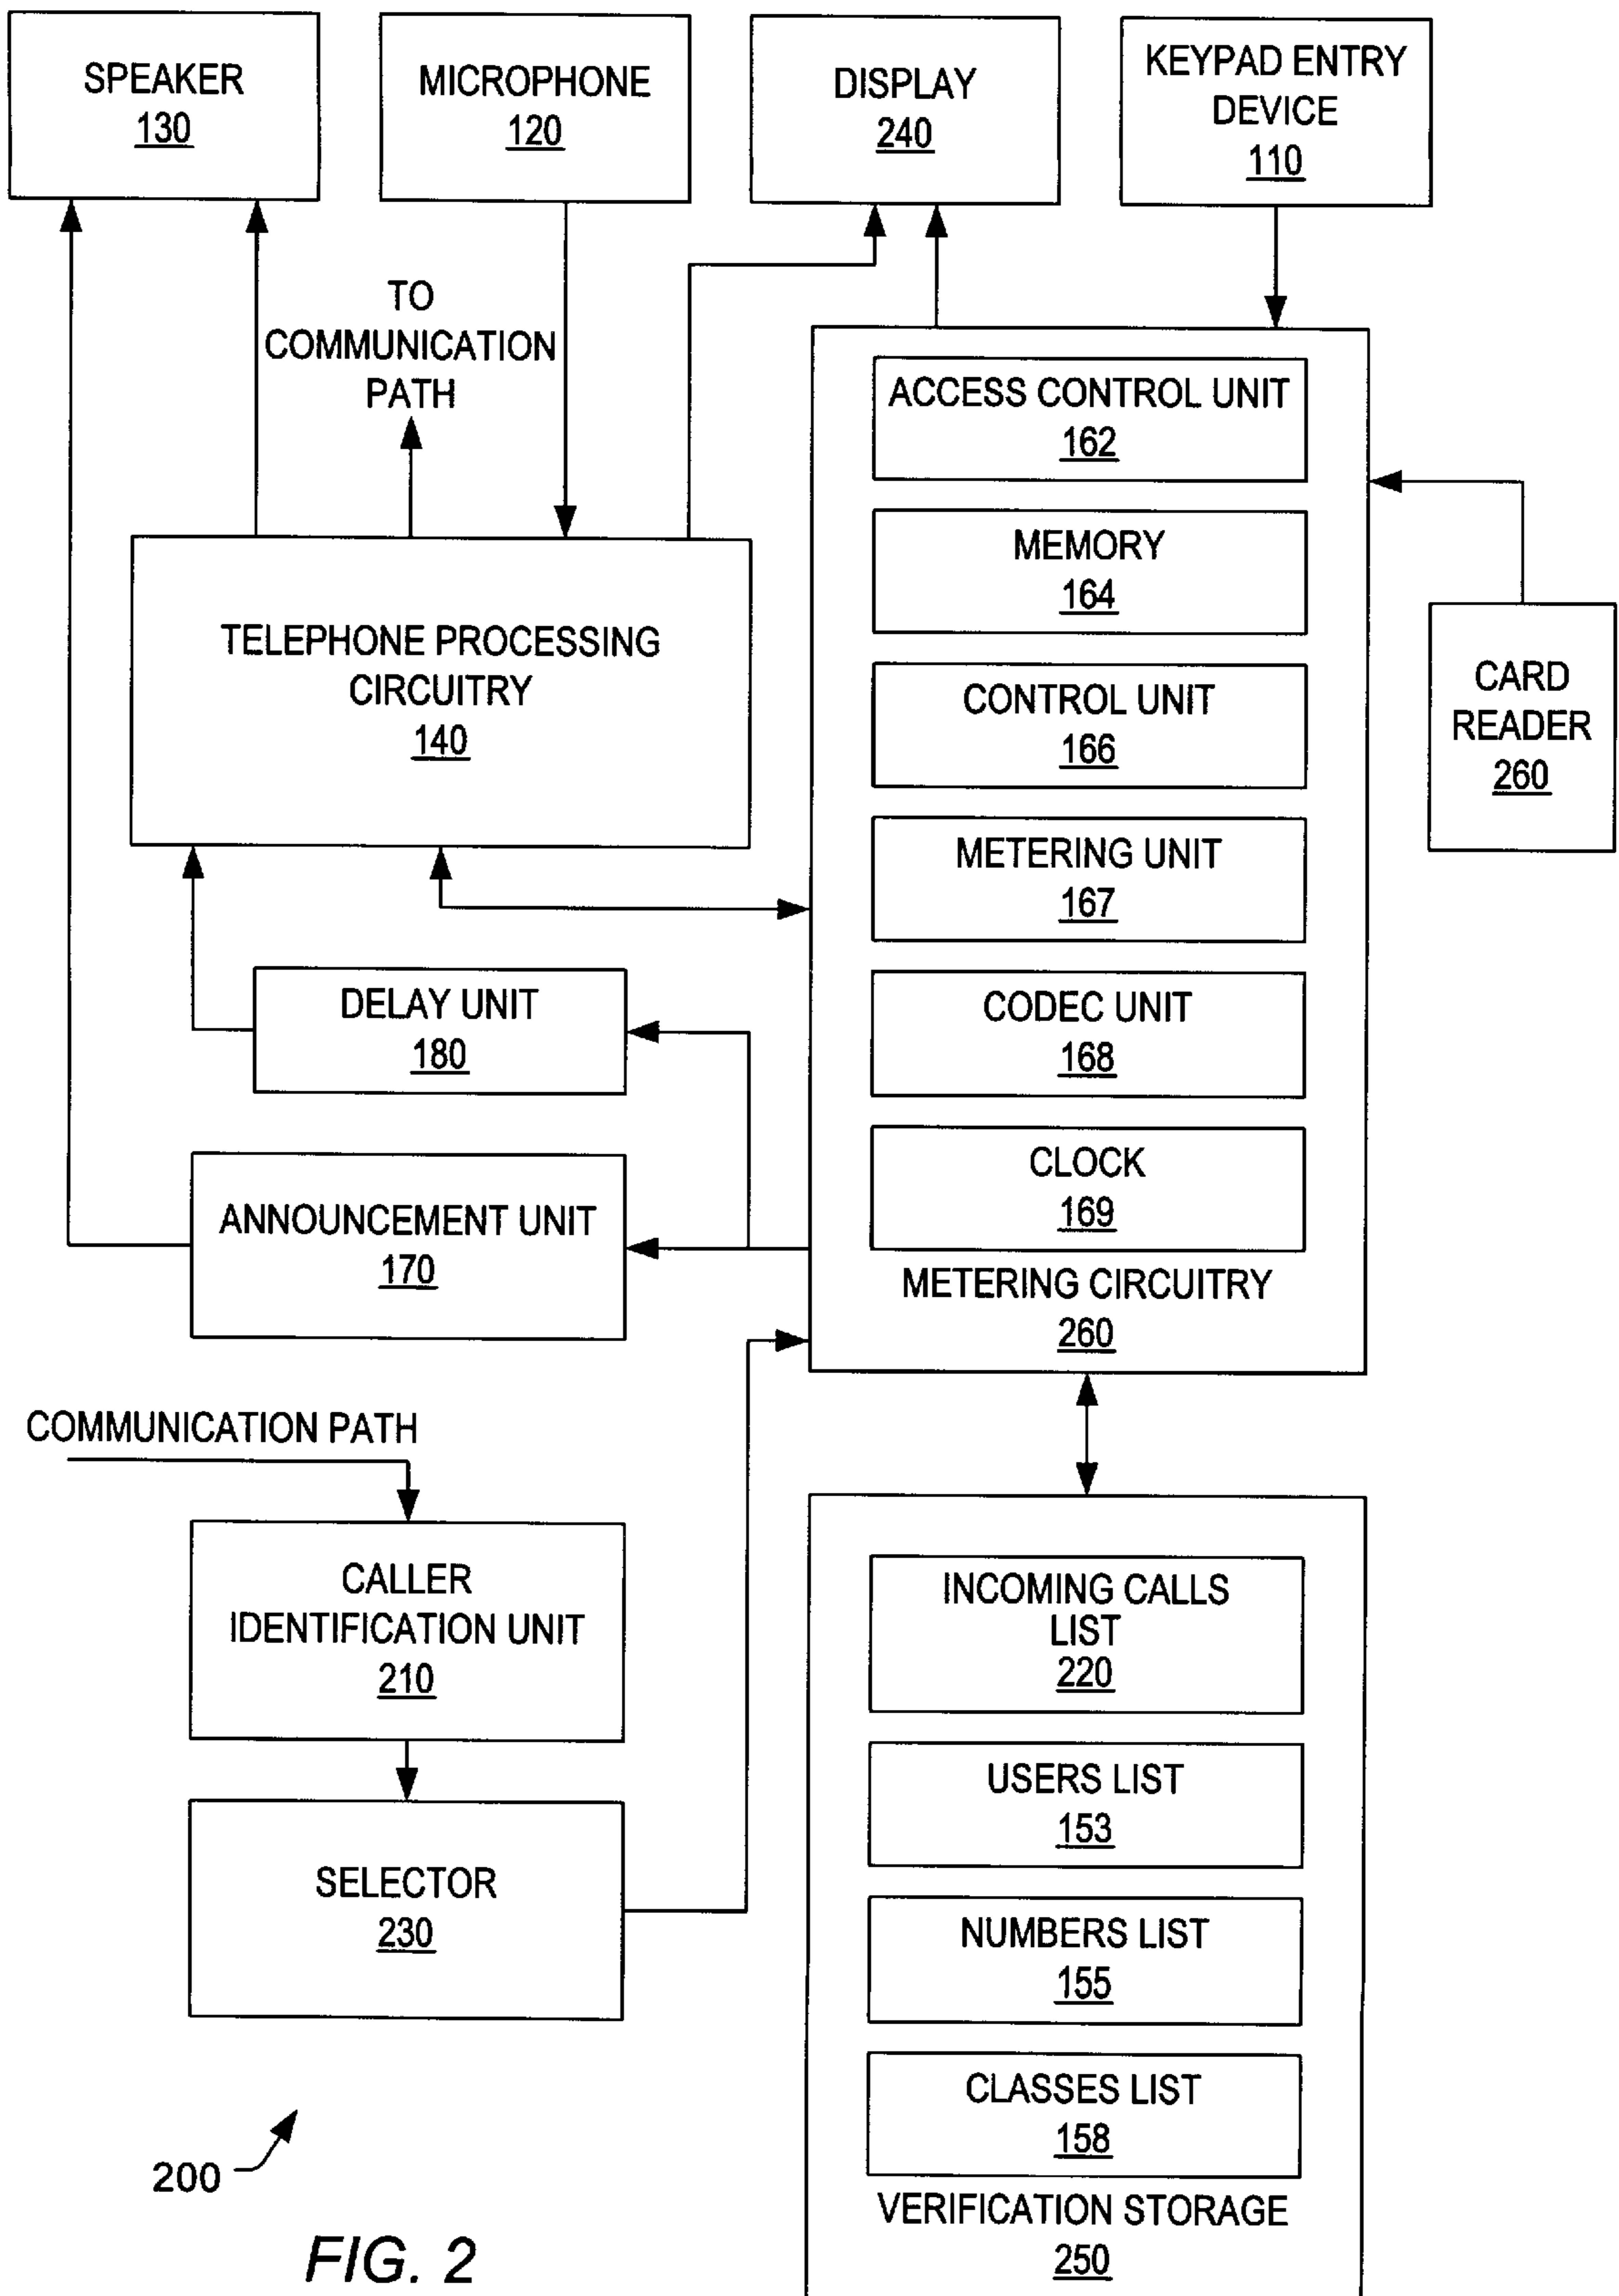 SPEAKER
130
MICROPHONE
120
DISPLAY
240
KEYPAD ENTRY
DEVICE
110
TO
COMMUNICATION
PATH
ACCESS CONTROL UNIT
162
MEMORY
164
CONTROL UNIT
166
METERING UNIT
167
CODEC UNIT
168
CLOCK
169
METERING CIRCUITRY
260
CARD
READER
260
TELEPHONE PROCESSING
CIRCUITRY
140
DELAY UNIT
180
ANNOUNCEMENT UNIT
170
COMMUNICATION PATH
CALLER
IDENTIFICATION UNIT
210
SELECTOR
230
INCOMING CALLS
LIST
220
USERS LIST
153
NUMBERS LIST
155
CLASSES LIST
158
VERIFICATION STORAGE
250
200
FIG. 2